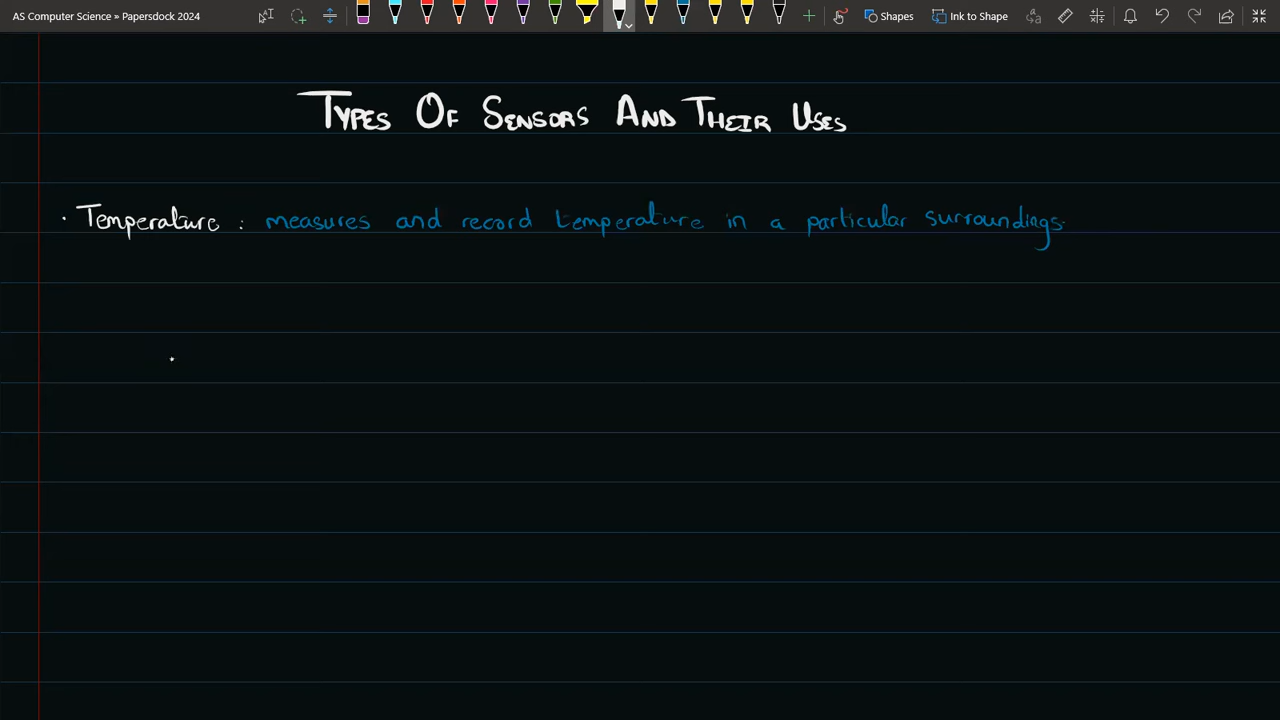 AS Computer Science » Papersdock 2024
Shapes
Ink to Shape
TYPES OF SENSORS AND THEIR USES
· Temperature : measures and record temperature in a particular surroundings.